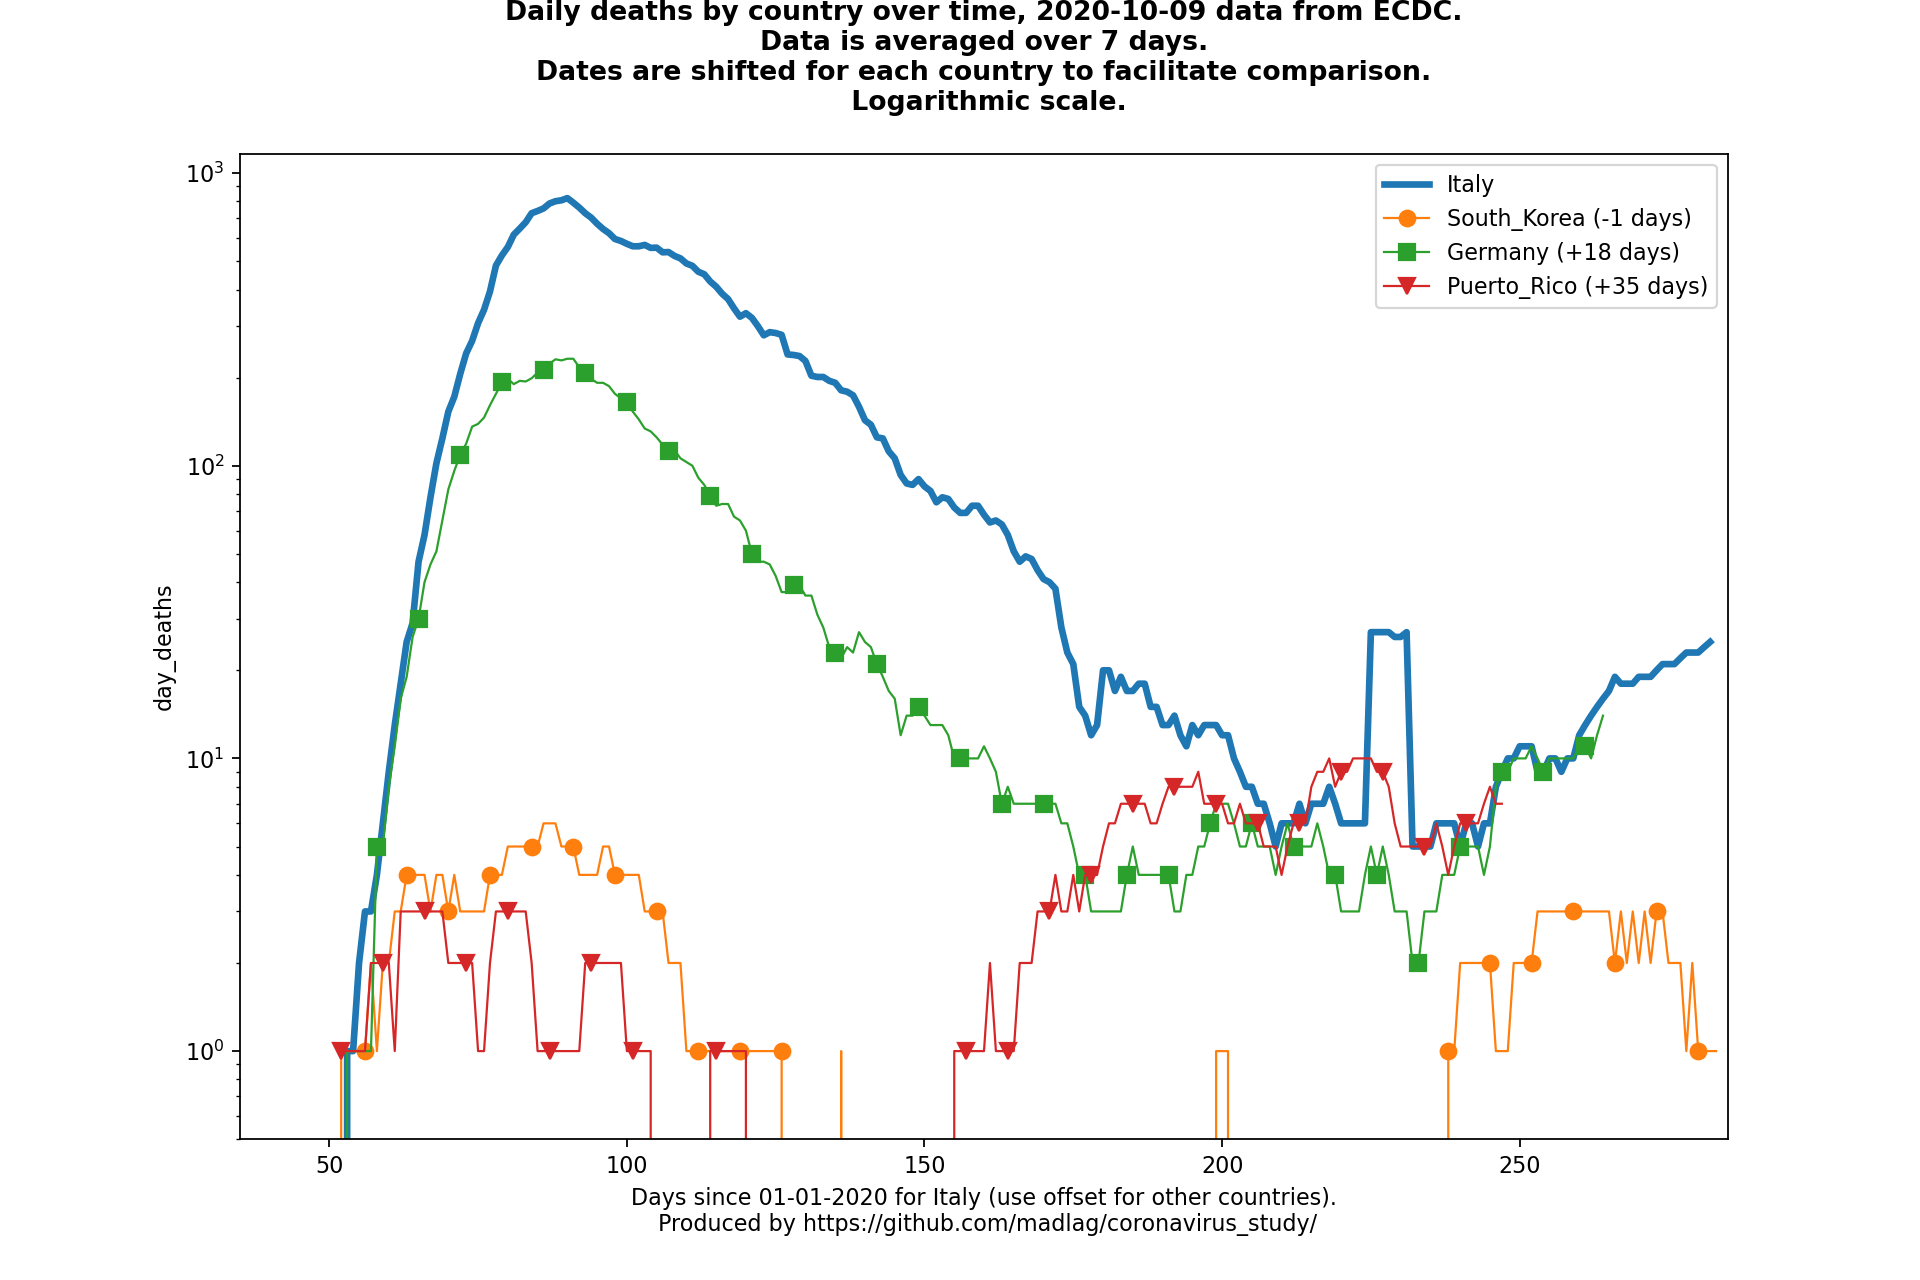 Daily deaths by country over time, 2020-10-09 data from ECDC.
Data is averaged over 7 days.
Dates are shifted for each country to facilitate comparison.
Logarithmic scale.
10³
10²
10¹
10⁰
day_deaths
Italy
South_Korea (-1 days)
Germany (+18 days)
Puerto_Rico (+35 days)
50 100 150 200 250
Days since 01-01-2020 for Italy (use offset for other countries).
Produced by https://github.com/madlag/coronavirus_study/